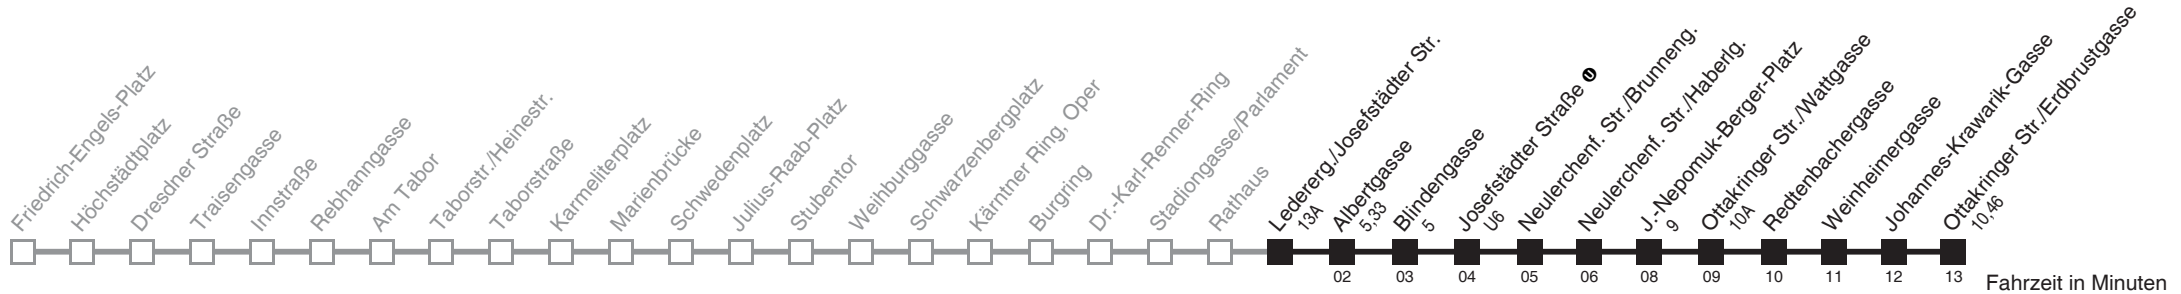 Friedrich-Engels-Platz
Höchstädtplatz
Dresdner Straße
Traisengasse
Innstraße
Rebhanngasse
Am Tabor
Taborstr./Heinestr.
Taborstraße
Karmeliterplatz
Marienbrücke
Schwedenplatz
Julius-Raab-Platz
Stubentor
Weihburggasse
Schwarzenbergplatz
Kärntner Ring, Oper
Burgring
Dr.-Karl-Renner-Ring
Stadiongasse/Parlament
Rathaus
Ledererg./Josefstädter Str.
13A
Albertgasse
5,33
Blindengasse
5
Josefstädter Straße U
U6
Neulerchenf. Str./Brunneng.
Neulerchenf. Str./Haberlg.
J.-Nepomuk-Berger-Platz
9
Ottakringer Str./Wattgasse
10A
Redtenbachergasse
Weinheimergasse
Johannes-Krawarik-Gasse
Ottakringer Str./Erdbrustgasse
10,46
02 03 04 05 06 08 09 10 11 12 13
Fahrzeit in Minuten